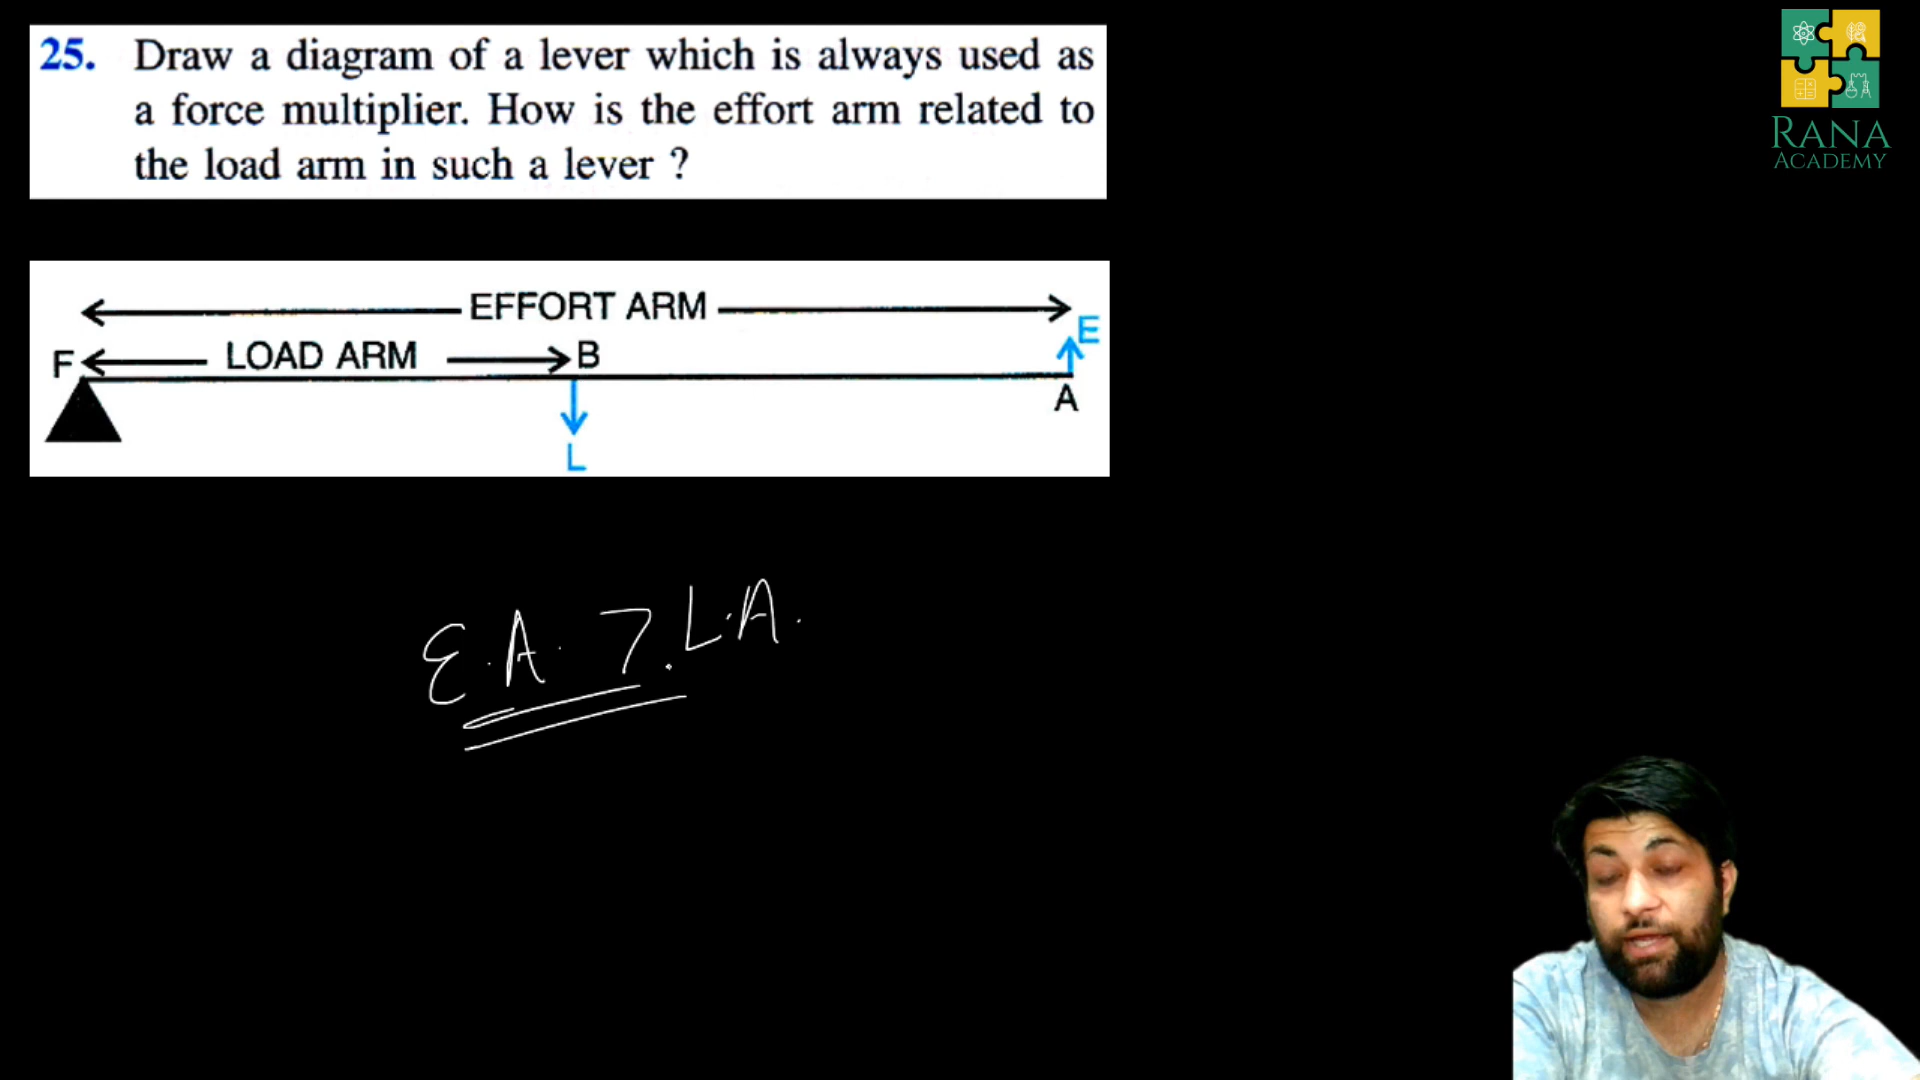 25. Draw a diagram of a lever which is always used as
a force multiplier. How is the effort arm related to
the load arm in such a lever ?
RANA
ACADEMY
EFFORT ARM
E
F LOAD ARM B
A
L
E.A. > L.A.